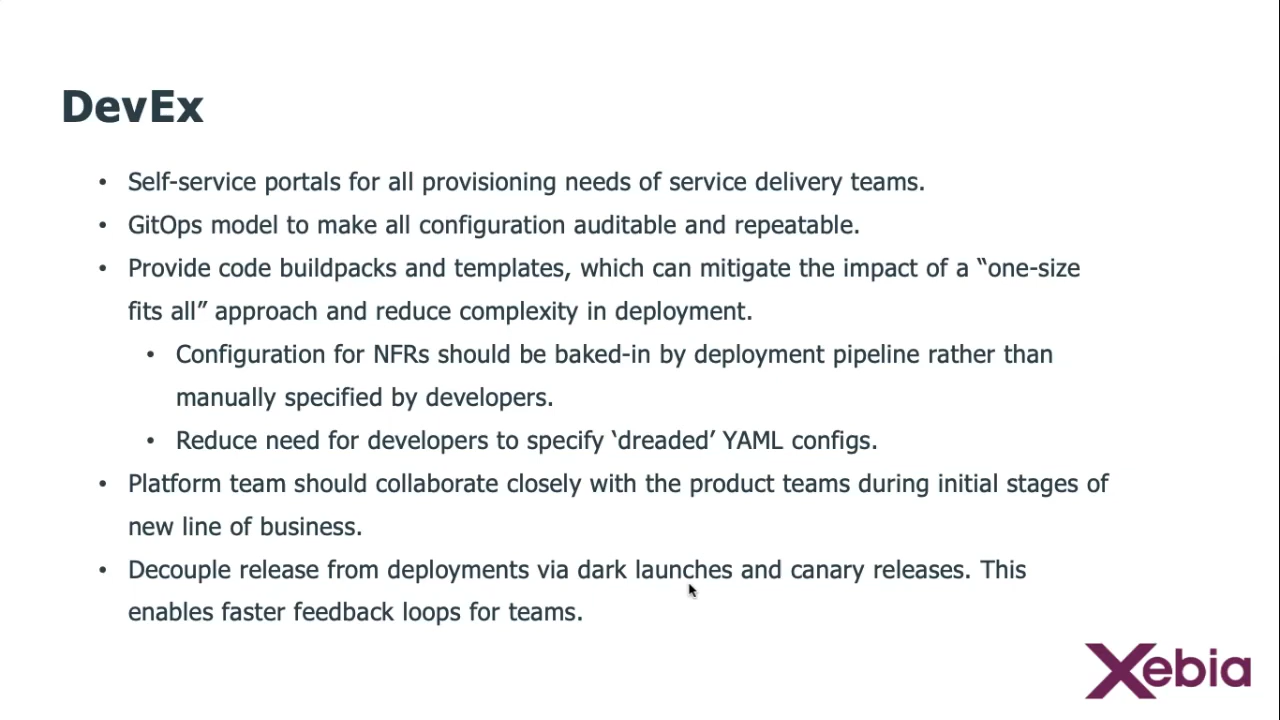 DevEx
• Self-service portals for all provisioning needs of service delivery teams.
• GitOps model to make all configuration auditable and repeatable.
• Provide code buildpacks and templates, which can mitigate the impact of a “one-size
fits all” approach and reduce complexity in deployment.
• Configuration for NFRs should be baked-in by deployment pipeline rather than
manually specified by developers.
• Reduce need for developers to specify ‘dreaded’ YAML configs.
• Platform team should collaborate closely with the product teams during initial stages of
new line of business.
• Decouple release from deployments via dark launches and canary releases. This
enables faster feedback loops for teams.
Xebia